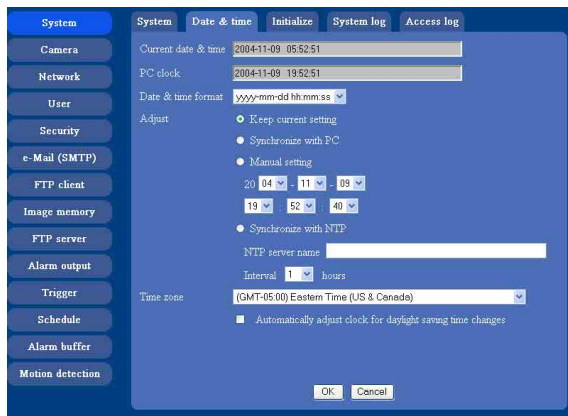 System
Camera
Network
User
Security
e-Mail (SMTP)
FTP client
Image memory
FTP server
Alarm output
Trigger
Schedule
Alarm buffer
Motion detection
System Date & time Initialize System log Access log
Current date & time 2004-11-09 05:52:51
PC clock 2004-11-09 19:52:51
Date & time format yyyy-mm-dd hh:mm:ss
Adjust Keep current setting
Synchronize with PC
Manual setting
20 04 - 11 - 09
19 : 52 : 40
Synchronize with NTP
NTP server name
Interval 1 hours
Time zone (GMT-05:00) Eastern Time (US & Canada)
Automatically adjust clock for daylight saving time changes
OK Cancel